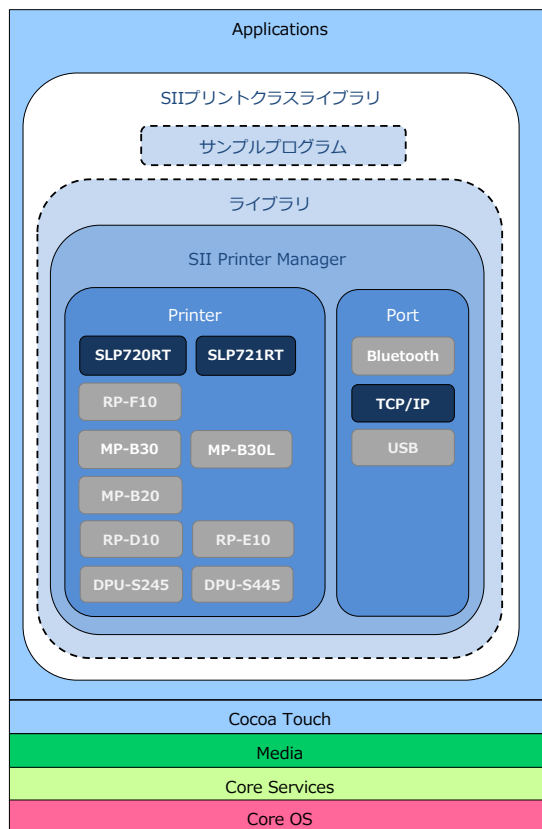 Applications
SIIプリントクラスライブラリ
サンプルプログラム
ライブラリ
SII Printer Manager
Printer
SLP720RT SLP721RT
RP-F10
MP-B30 MP-B30L
MP-B20
RP-D10 RP-E10
DPU-S245 DPU-S445
Port
Bluetooth
TCP/IP
USB
Cocoa Touch
Media
Core Services
Core OS